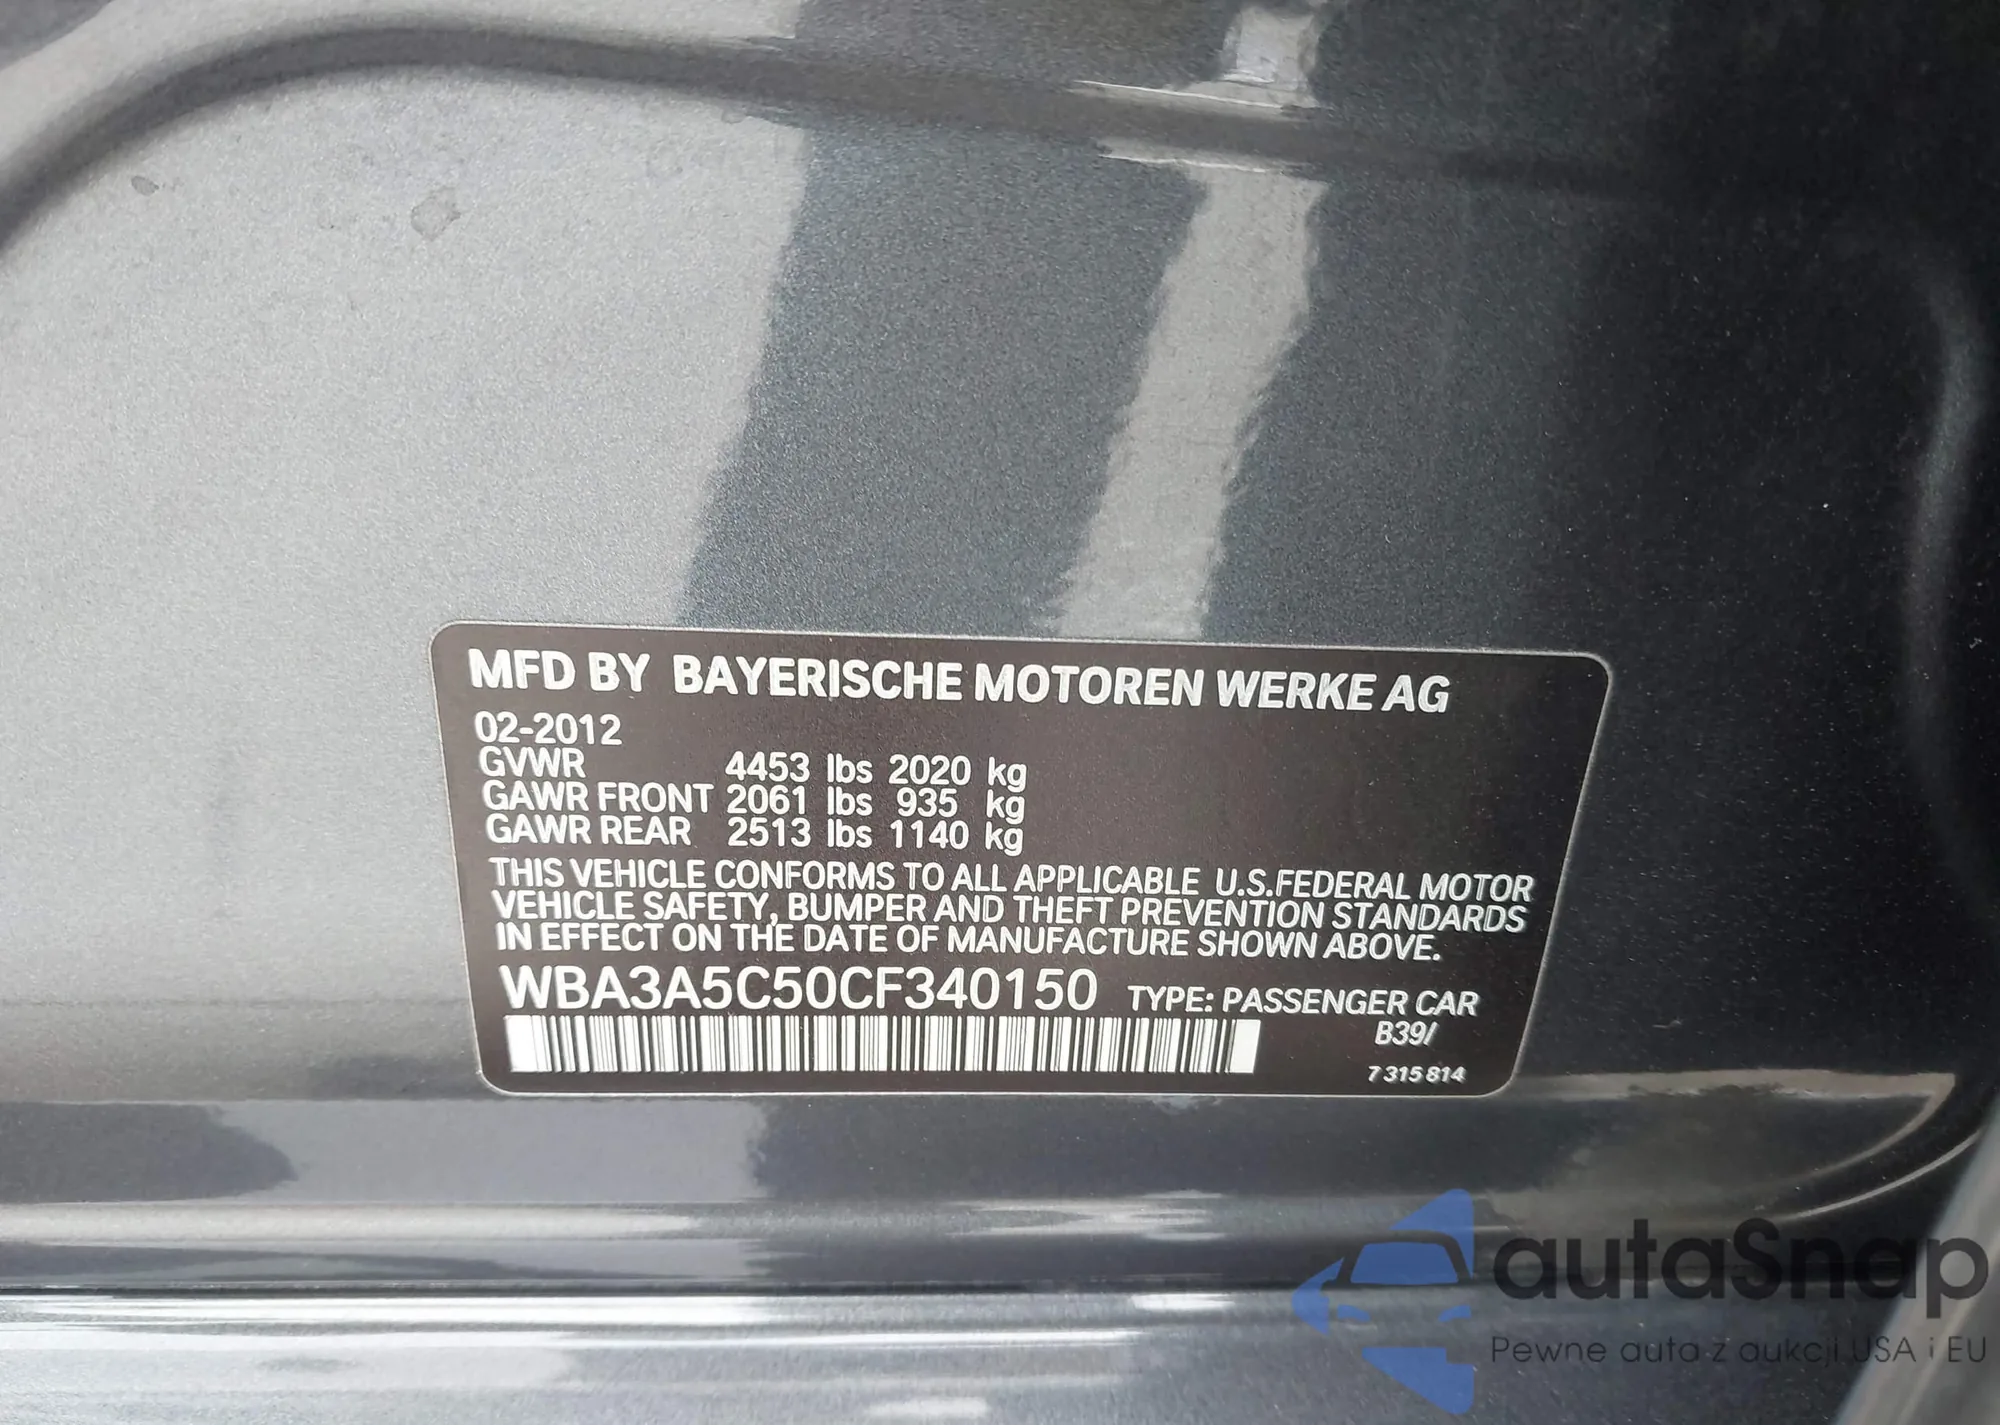 MFD BY BAYERISCHE MOTOREN WERKE AG
02-2012
GVWR 4453 lbs 2020 kg
GAWR FRONT 2061 lbs 935 kg
GAWR REAR 2513 lbs 1140 kg
THIS VEHICLE CONFORMS TO ALL APPLICABLE U.S.FEDERAL MOTOR
VEHICLE SAFETY, BUMPER AND THEFT PREVENTION STANDARDS
IN EFFECT ON THE DATE OF MANUFACTURE SHOWN ABOVE.
WBA3A5C50CF340150 TYPE: PASSENGER CAR
B39/
7 315 814
autaSnap
Pewne auta z aukcji USA i EU